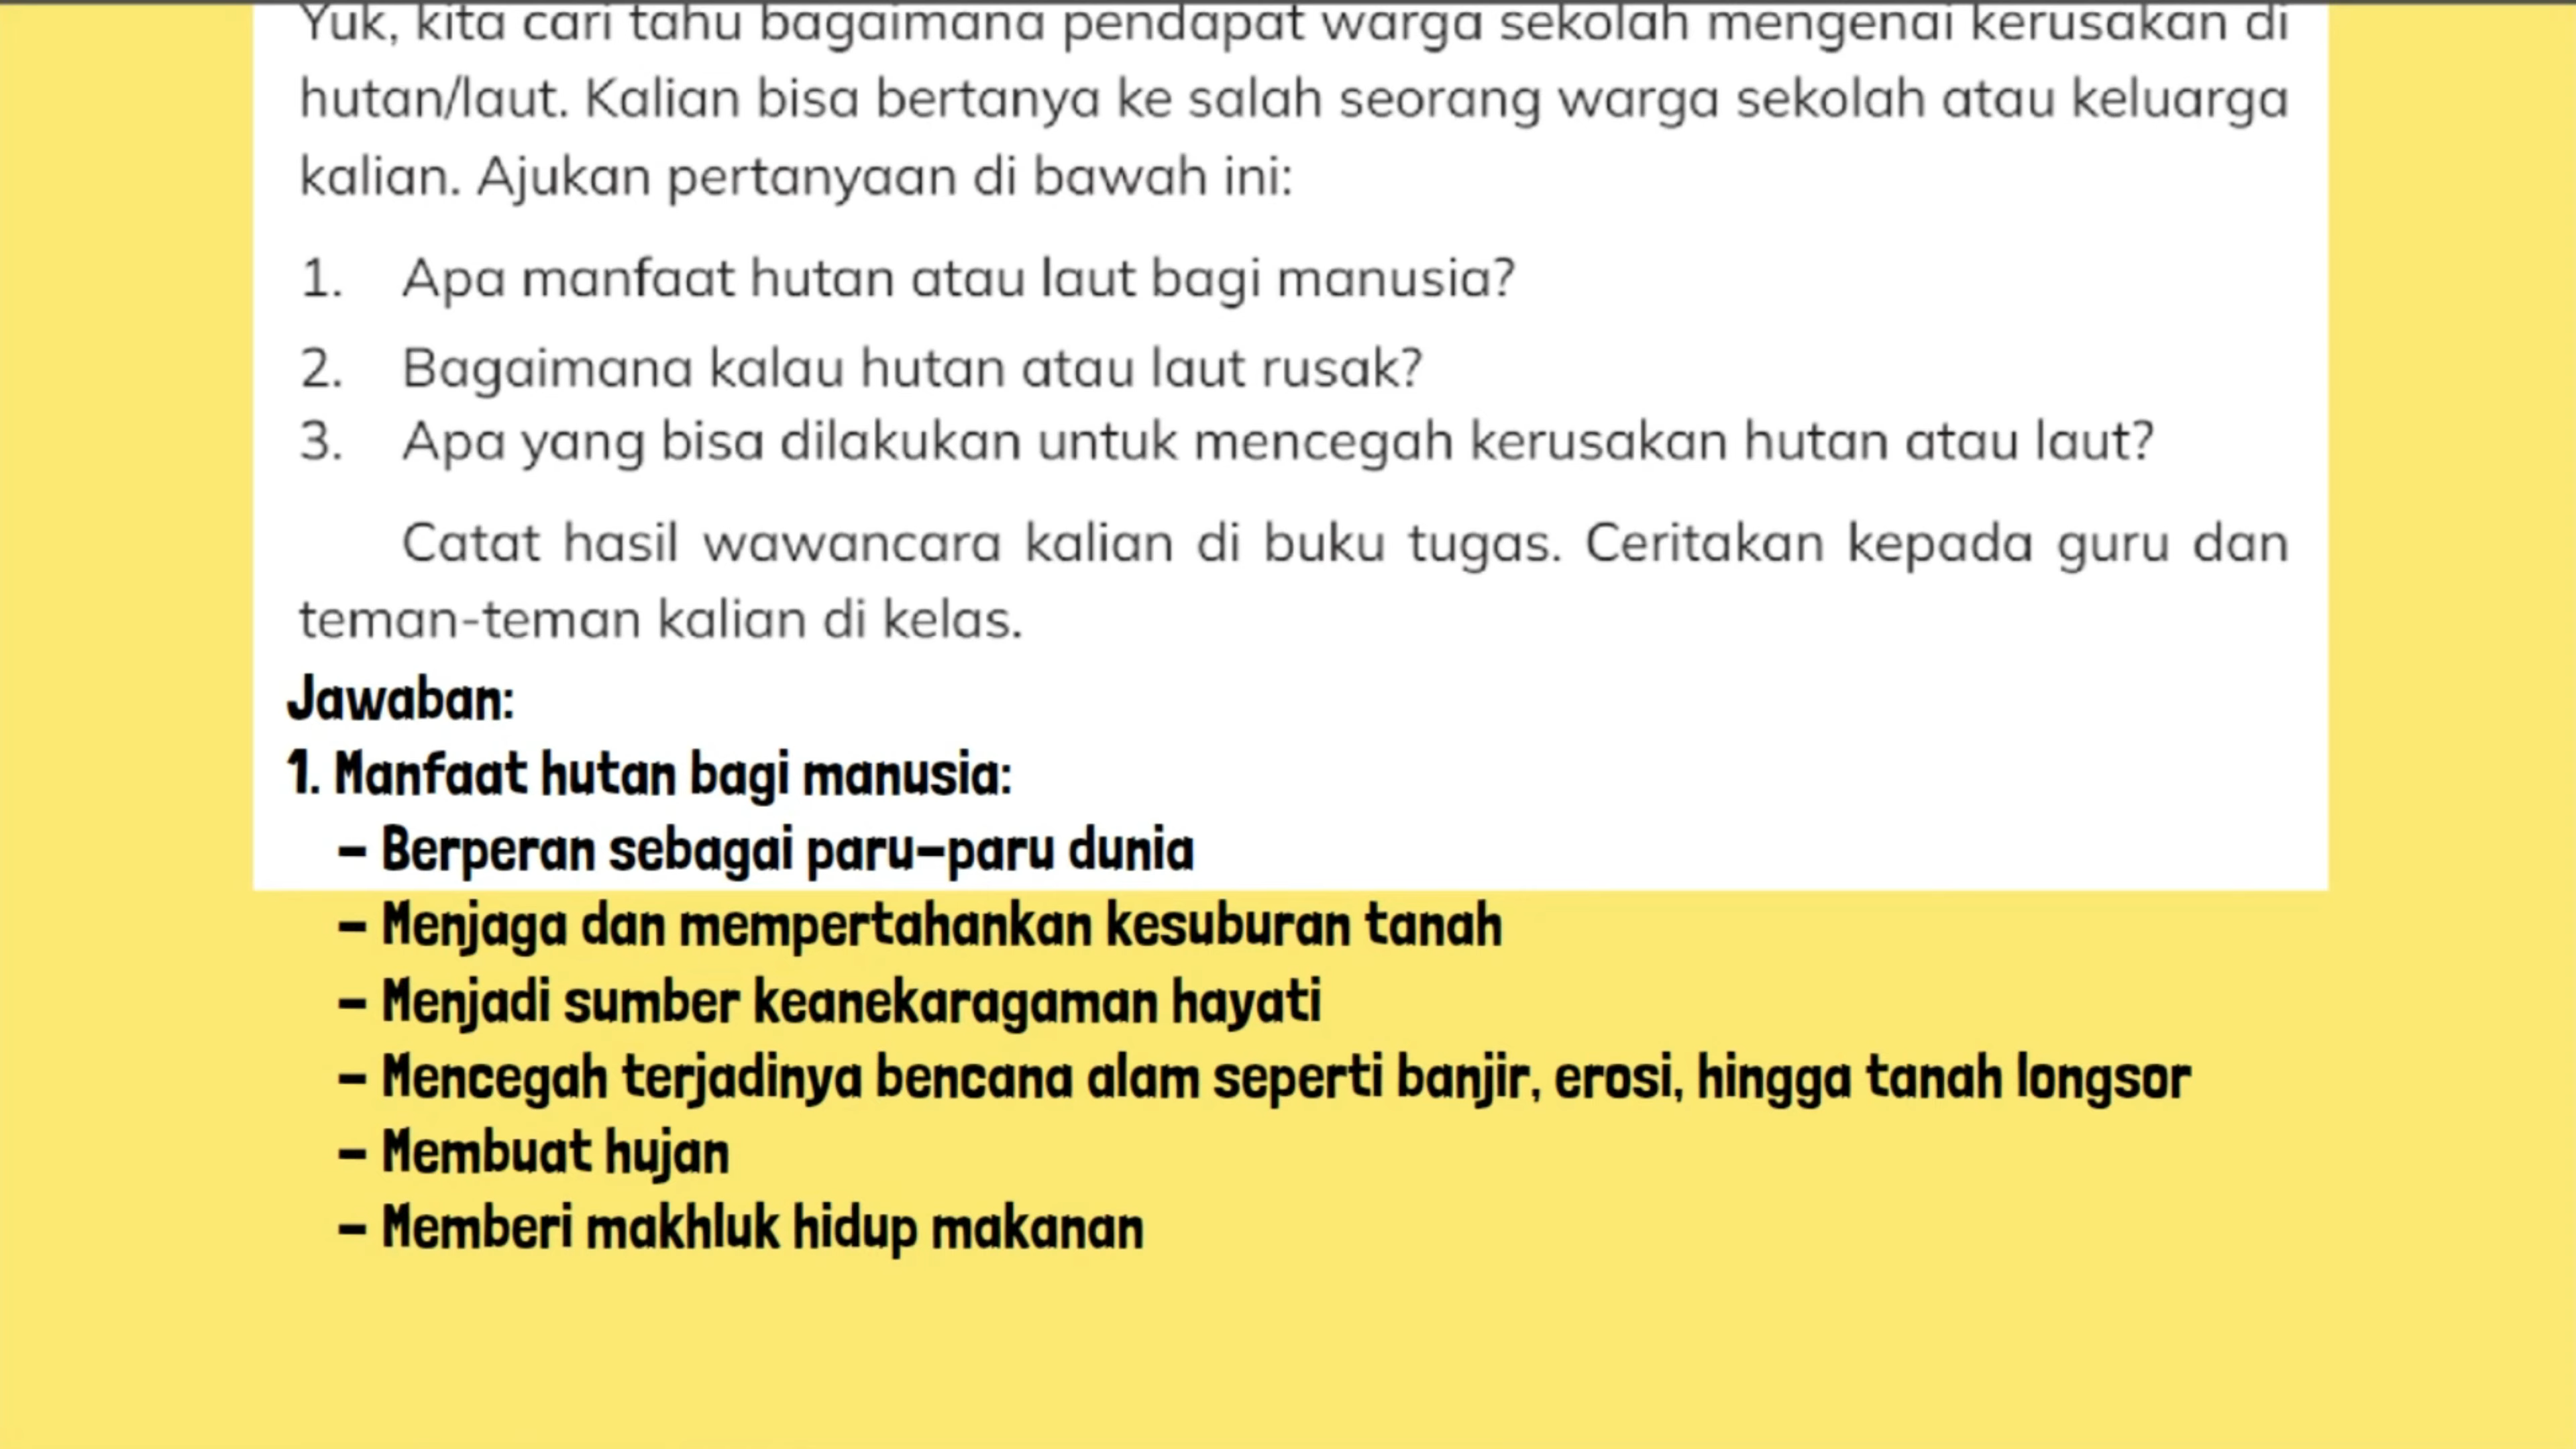 Yuk, kita cari tahu bagaimana pendapat warga sekolah mengenai kerusakan di
hutan/laut. Kalian bisa bertanya ke salah seorang warga sekolah atau keluarga
kalian. Ajukan pertanyaan di bawah ini:
1. Apa manfaat hutan atau laut bagi manusia?
2. Bagaimana kalau hutan atau laut rusak?
3. Apa yang bisa dilakukan untuk mencegah kerusakan hutan atau laut?
Catat hasil wawancara kalian di buku tugas. Ceritakan kepada guru dan
teman-teman kalian di kelas.
Jawaban:
1. Manfaat hutan bagi manusia:
– Berperan sebagai paru–paru dunia
– Menjaga dan mempertahankan kesuburan tanah
– Menjadi sumber keanekaragaman hayati
– Mencegah terjadinya bencana alam seperti banjir, erosi, hingga tanah longsor
– Membuat hujan
– Memberi makhluk hidup makanan